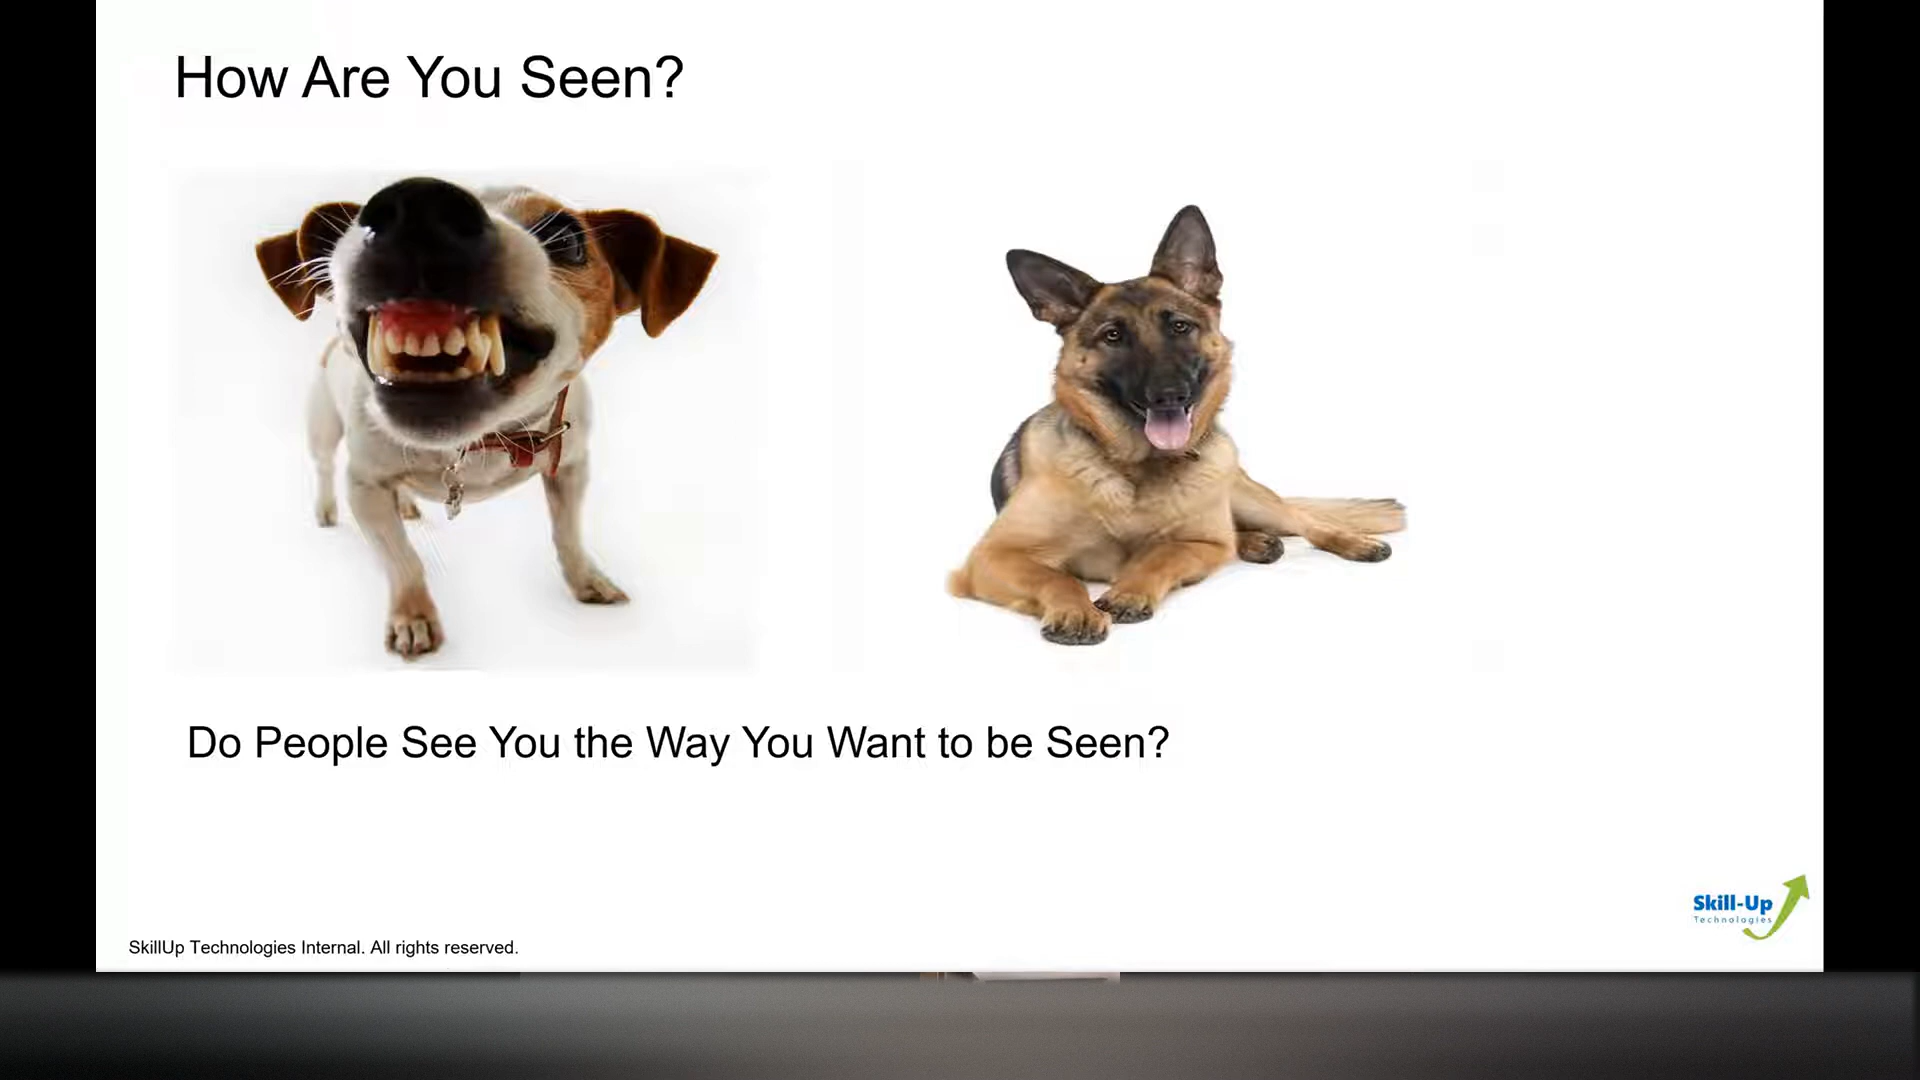 How Are You Seen?
Do People See You the Way You Want to be Seen?
Skill-Up
Technologies
SkillUp Technologies Internal. All rights reserved.